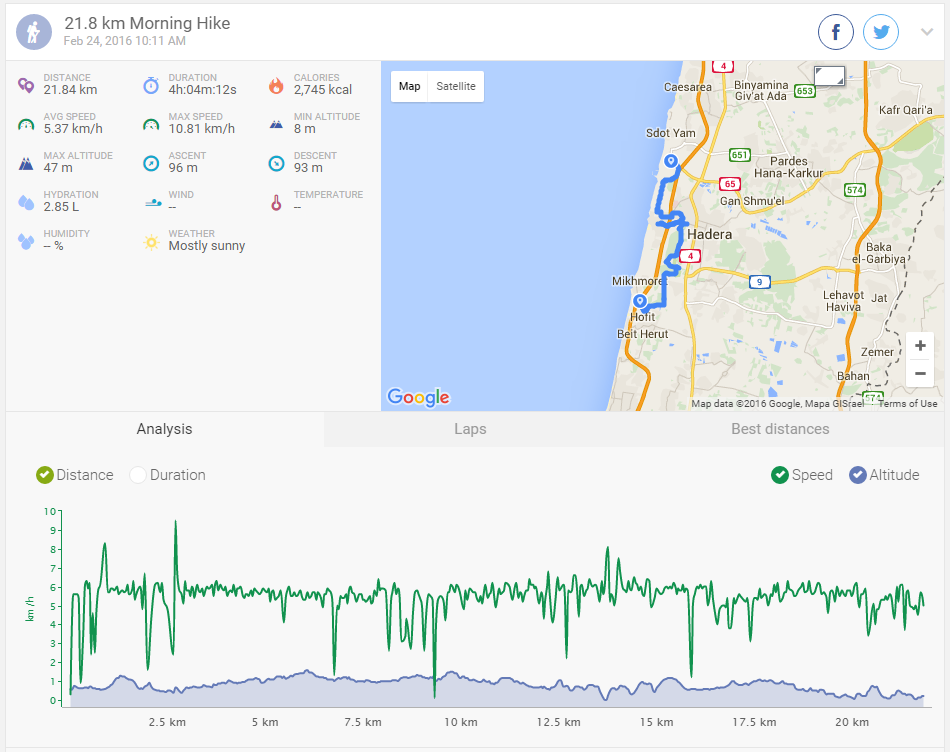 21.8 km Morning Hike
Feb 24, 2016 10:11 AM
DISTANCE
21.84 km
DURATION
4h:04m:12s
CALORIES
2,745 kcal
AVG SPEED
5.37 km/h
MAX SPEED
10.81 km/h
MIN ALTITUDE
8 m
MAX ALTITUDE
47 m
ASCENT
96 m
DESCENT
93 m
HYDRATION
2.85 L
WIND
--
TEMPERATURE
--
HUMIDITY
-- %
WEATHER
Mostly sunny
Map Satellite
4
Caesarea
Binyamina
Giv'at Ada
653
Kafr Qari'a
Sdot Yam
651
Pardes
Hana-Karkur
65
574
Gan Shmu'el
Hadera
Baka
el-Garbiya
4
Mikhmoret
9
Lehavot
Haviva
Jat
Hofit
Beit Herut
+
Zemer
−
Bahan
574
Google
Map data ©2016 Google, Mapa GISrael Terms of Use
Analysis Laps Best distances
Distance Duration Speed Altitude
10
9
8
7
6
5
4
3
2
1
0
km /h
2.5 km 5 km 7.5 km 10 km 12.5 km 15 km 17.5 km 20 km